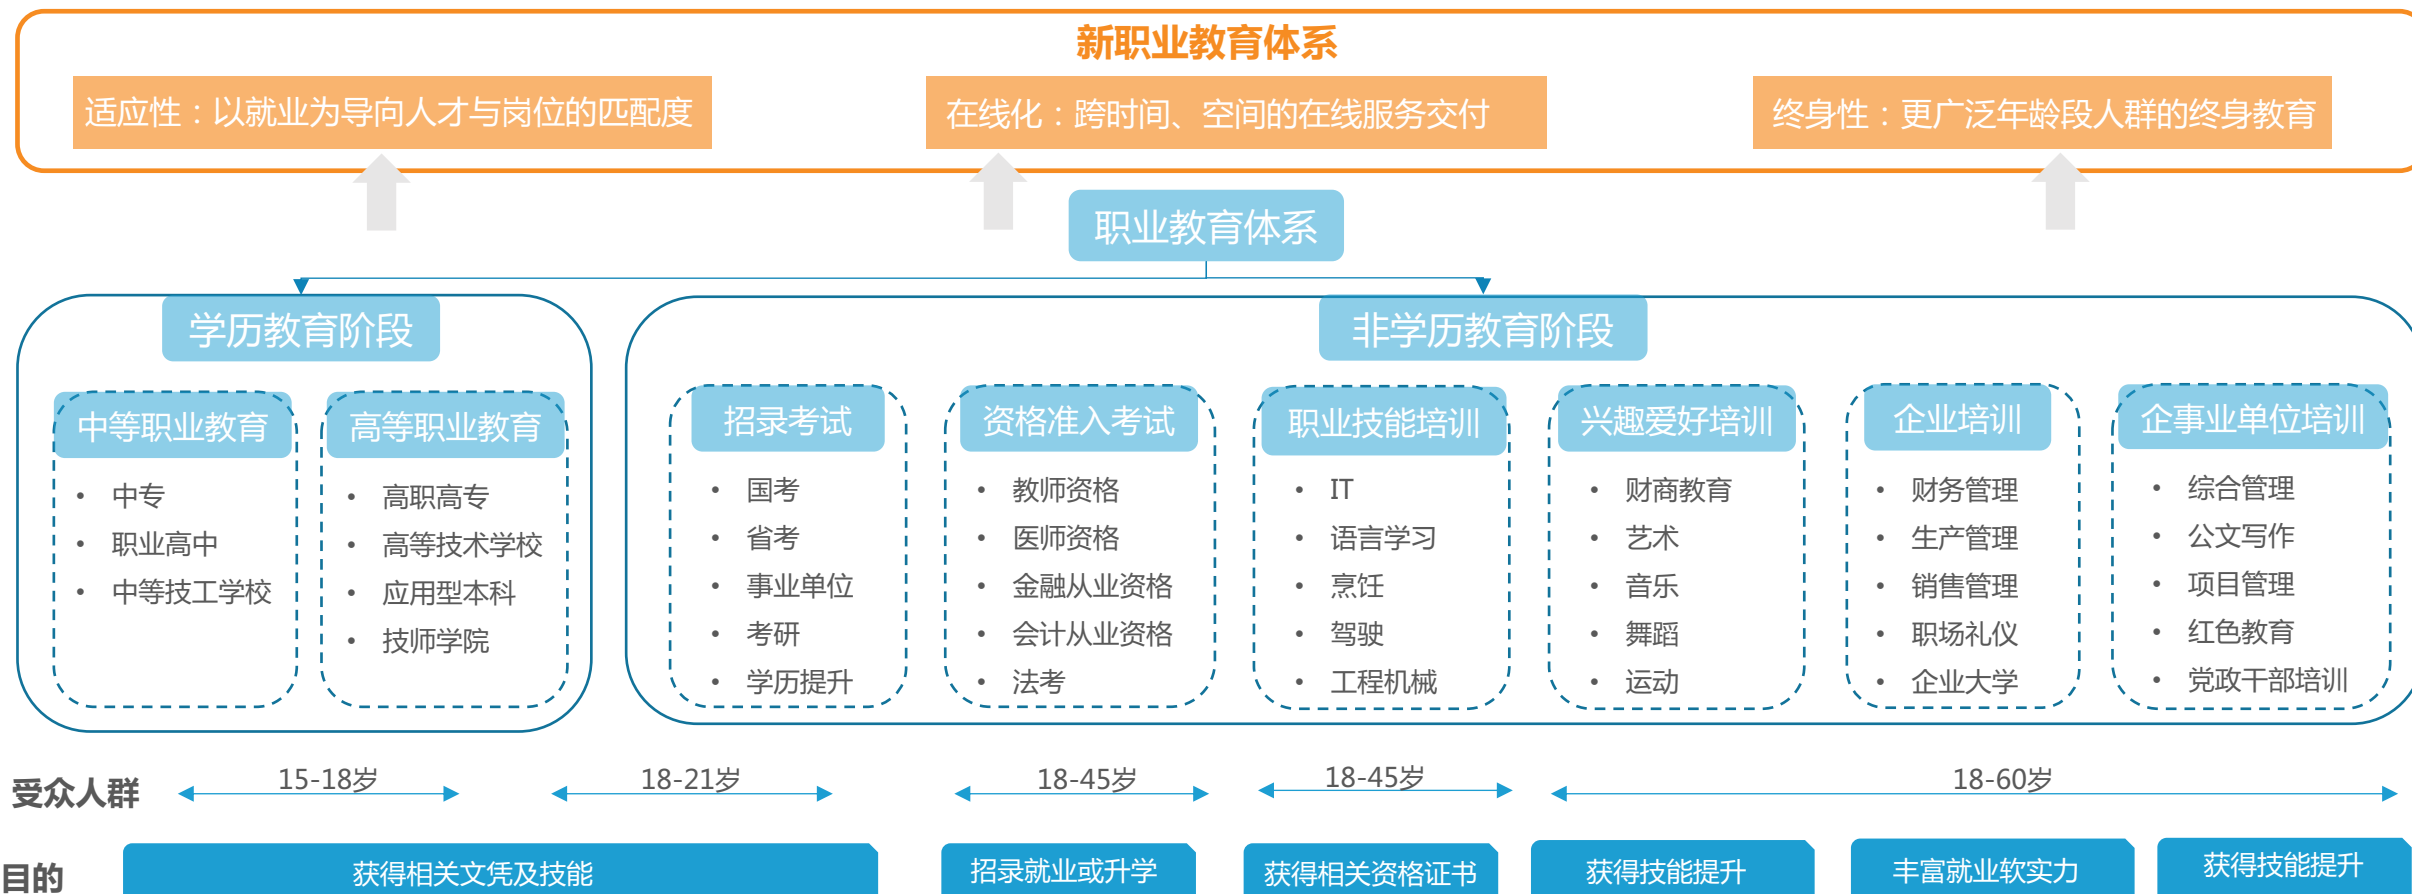 新职业教育体系
适应性：以就业为导向人才与岗位的匹配度
在线化：跨时间、空间的在线服务交付
终身性：更广泛年龄段人群的终身教育
职业教育体系
学历教育阶段
非学历教育阶段
中等职业教育
• 中专
• 职业高中
• 中等技工学校
高等职业教育
• 高职高专
• 高等技术学校
• 应用型本科
• 技师学院
招录考试
• 国考
• 省考
• 事业单位
• 考研
• 学历提升
资格准入考试
• 教师资格
• 医师资格
• 金融从业资格
• 会计从业资格
• 法考
职业技能培训
• IT
• 语言学习
• 烹饪
• 驾驶
• 工程机械
兴趣爱好培训
• 财商教育
• 艺术
• 音乐
• 舞蹈
• 运动
企业培训
• 财务管理
• 生产管理
• 销售管理
• 职场礼仪
• 企业大学
企事业单位培训
• 综合管理
• 公文写作
• 项目管理
• 红色教育
• 党政干部培训
受众人群
15-18岁
18-21岁
18-45岁
18-45岁
18-60岁
目的
获得相关文凭及技能
招录就业或升学
获得相关资格证书
获得技能提升
丰富就业软实力
获得技能提升